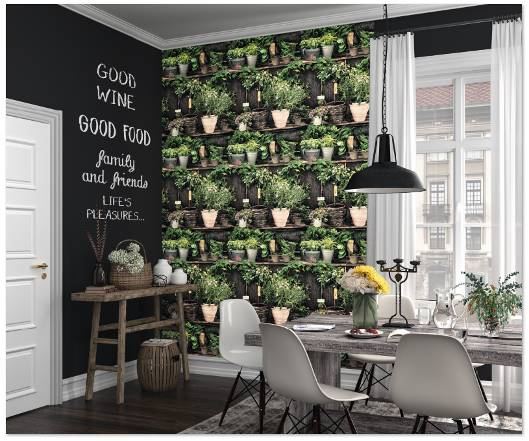 GOOD
WINE
GOOD FOOD
family
and friends
LIFE'S
PLEASURES...